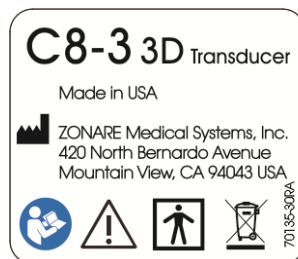 C8-3 3D Transducer
Made in USA
ZONARE Medical Systems, Inc.
420 North Bernardo Avenue
Mountain View, CA 94043 USA
70135-30RA